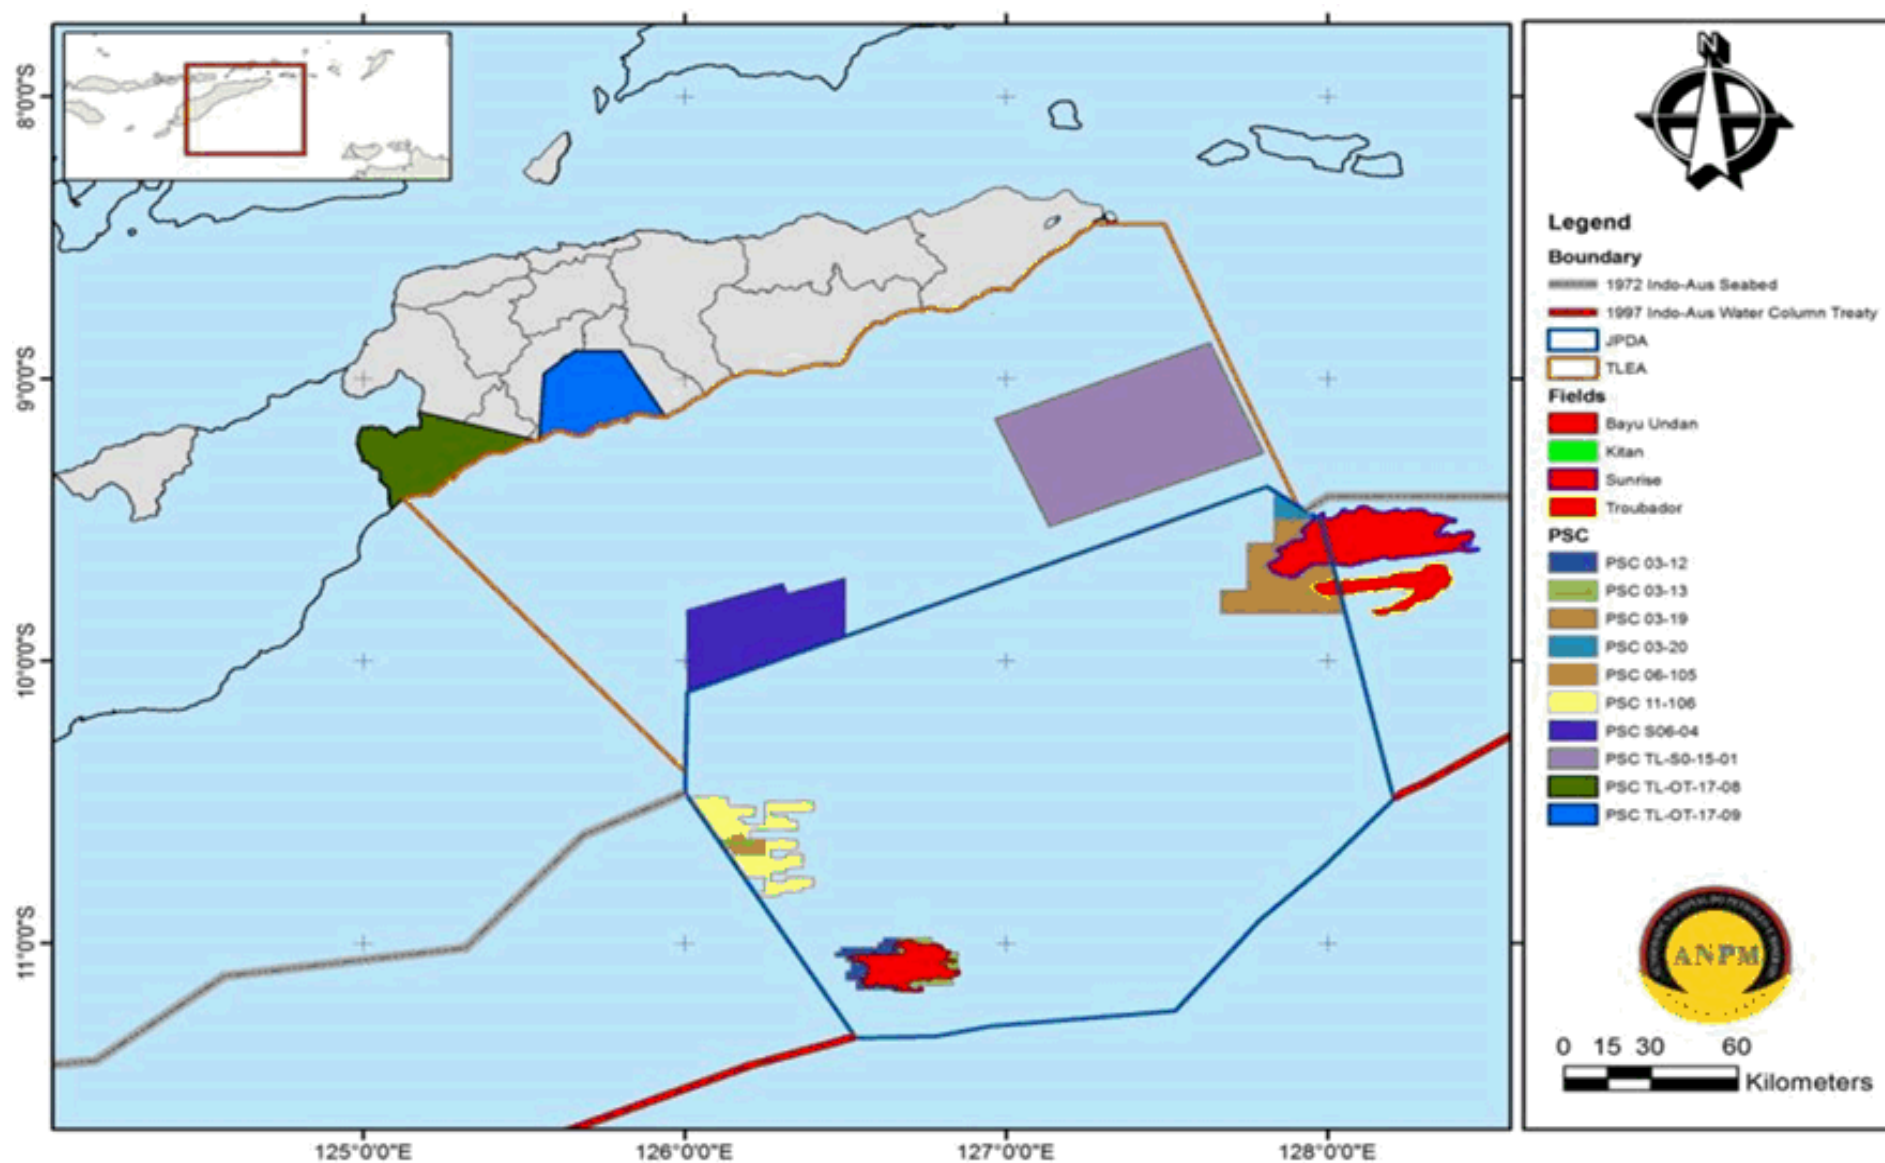 8°0'0"S
9°0'0"S
10°0'0"S
11°0'0"S
125°0'0"E
126°0'0"E
127°0'0"E
128°0'0"E
N
Legend
Boundary
1972 Indo-Aus Seabed
1997 Indo-Aus Water Column Treaty
JPDA
TLEA
Fields
Bayu Undan
Kitan
Sunrise
Troubador
PSC
PSC 03-12
PSC 03-13
PSC 03-19
PSC 03-20
PSC 06-105
PSC 11-106
PSC S06-04
PSC TL-S0-15-01
PSC TL-OT-17-08
PSC TL-OT-17-09
ANPM
0 15 30 60
Kilometers